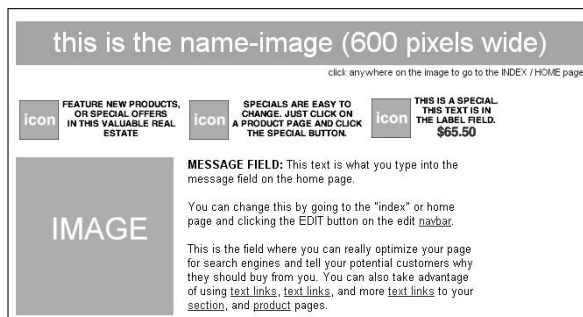 this is the name-image (600 pixels wide)
click anywhere on the image to go to the INDEX / HOME page
icon
FEATURE NEW PRODUCTS,
OR SPECIAL OFFERS
IN THIS VALUABLE REAL
ESTATE
icon
SPECIALS ARE EASY TO
CHANGE. JUST CLICK ON
A PRODUCT PAGE AND CLICK
THE SPECIAL BUTTON.
icon
THIS IS A SPECIAL.
THIS TEXT IS IN
THE LABEL FIELD.
$65.50
IMAGE
MESSAGE FIELD: This text is what you type into the
message field on the home page.
You can change this by going to the "index" or home
page and clicking the EDIT button on the edit navbar.
This is the field where you can really optimize your page
for search engines and tell your potential customers why
they should buy from you. You can also take advantage
of using text links, text links, and more text links to your
section, and product pages.